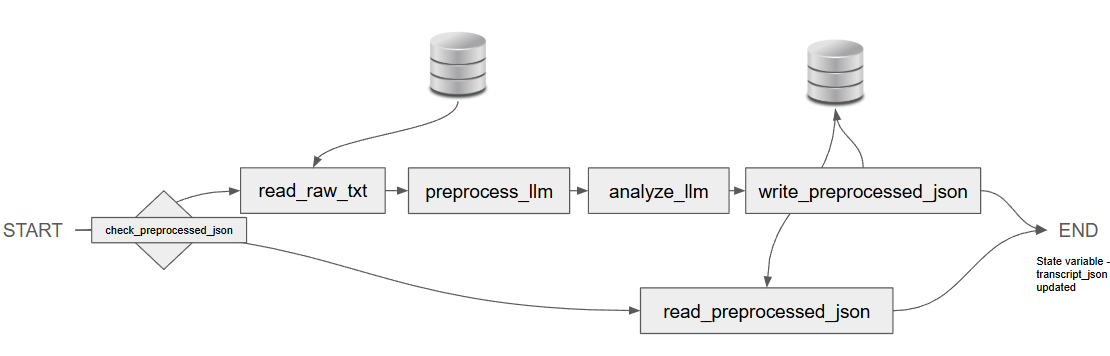 read_raw_txt
preprocess_llm
analyze_llm
write_preprocessed_json
START
check_preprocessed_json
END
State variable -
transcript_json
updated
read_preprocessed_json